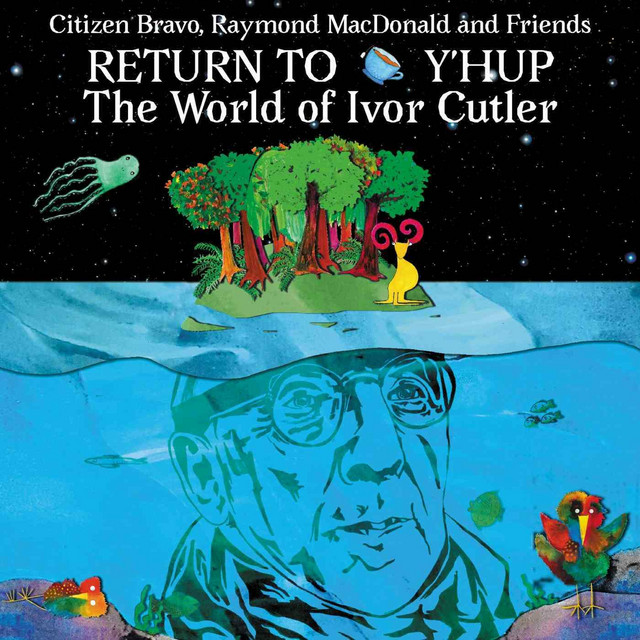 Citizen Bravo, Raymond MacDonald and Friends
RETURN TO Y'HUP
The World of Ivor Cutler